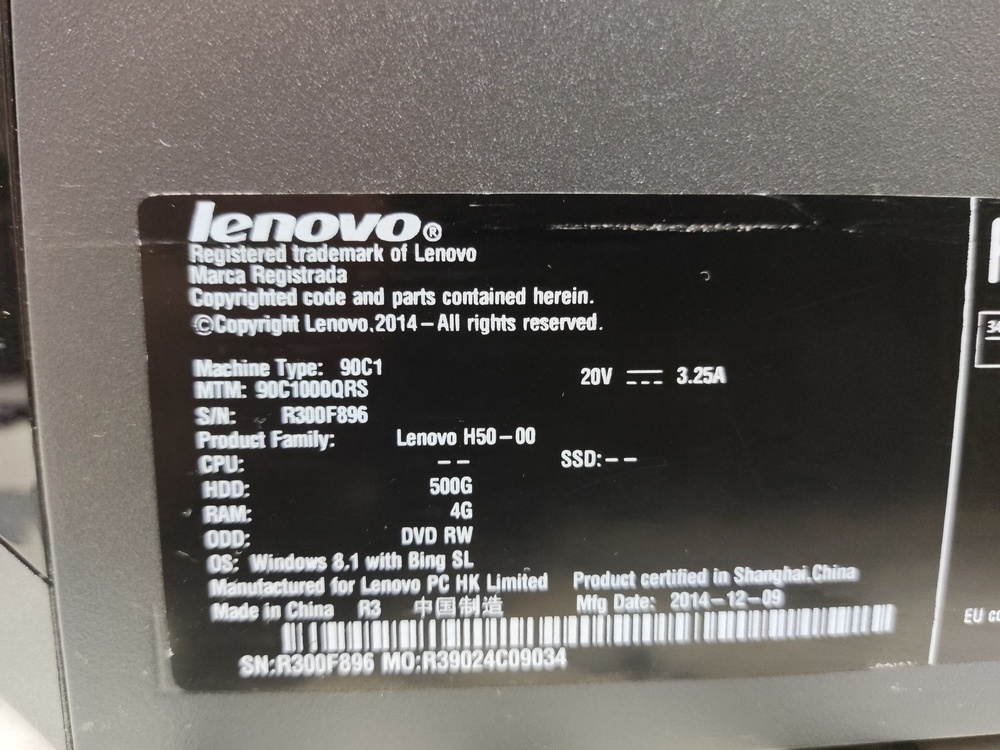 lenovo®
Registered trademark of Lenovo
Marca Registrada
Copyrighted code and parts contained herein.
©Copyright Lenovo,2014–All rights reserved.
Machine Type: 90C1
MTM: 90C1000QRS
20V ⎓ 3.25A
S/N: R300F896
Product Family: Lenovo H50–00
CPU: –– SSD:––
HDD: 500G
RAM: 4G
ODD: DVD RW
OS: Windows 8.1 with Bing SL
Manufactured for Lenovo PC HK Limited Product certified in Shanghai,China
Made in China R3 中国制造 Mfg Date: 2014–12–09
SN:R300F896 MO:R39024C09034
EU